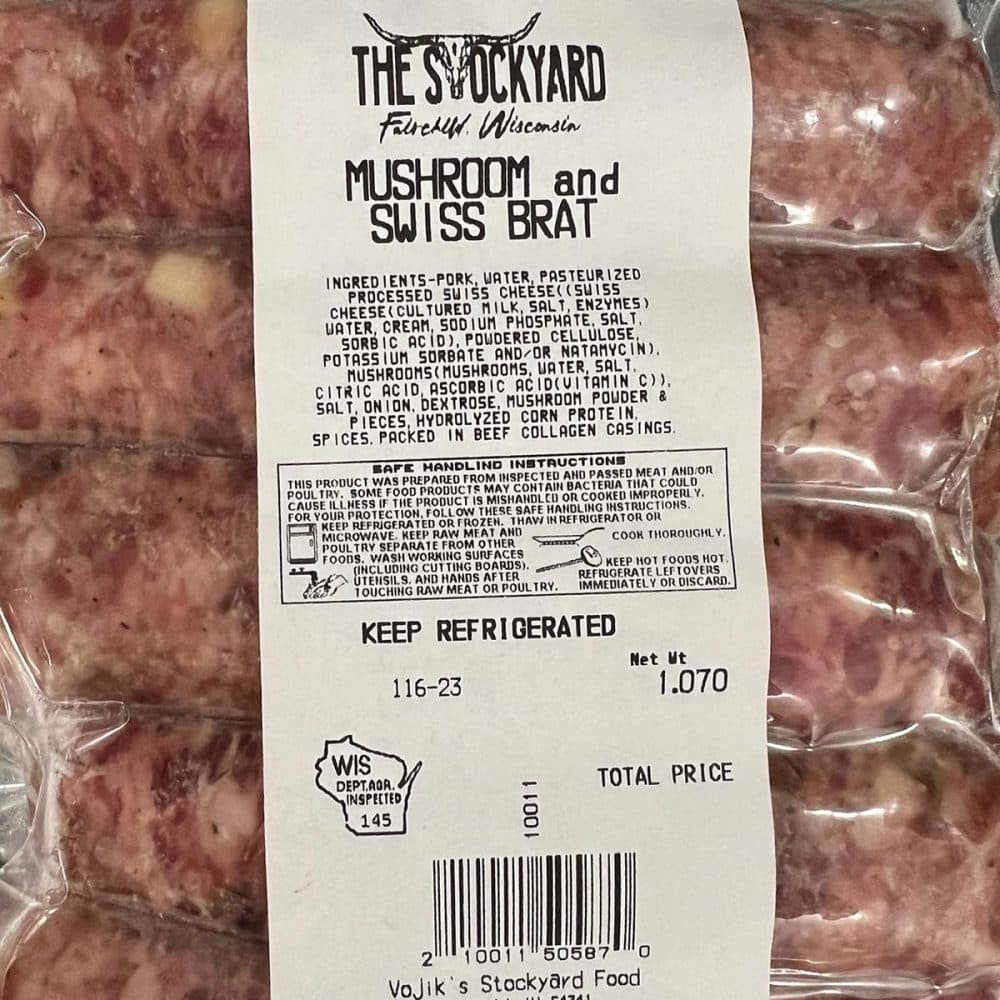 THE STOCKYARD
Fairchild, Wisconsin
MUSHROOM and
SWISS BRAT
INGREDIENTS-PORK, WATER, PASTEURIZED
PROCESSED SWISS CHEESE((SWISS
CHEESE(CULTURED MILK, SALT, ENZYMES)
WATER, CREAM, SODIUM PHOSPHATE, SALT,
SORBIC ACID), POWDERED CELLULOSE,
POTASSIUM SORBATE AND/OR NATAMYCIN),
MUSHROOMS(MUSHROOMS, WATER, SALT,
CITRIC ACID, ASCORBIC ACID(VITAMIN C)),
SALT, ONION, DEXTROSE, MUSHROOM POWDER &
PIECES, HYDROLYZED CORN PROTEIN,
SPICES. PACKED IN BEEF COLLAGEN CASINGS.
SAFE HANDLING INSTRUCTIONS
THIS PRODUCT WAS PREPARED FROM INSPECTED AND PASSED MEAT AND/OR
POULTRY. SOME FOOD PRODUCTS MAY CONTAIN BACTERIA THAT COULD
CAUSE ILLNESS IF THE PRODUCT IS MISHANDLED OR COOKED IMPROPERLY.
FOR YOUR PROTECTION, FOLLOW THESE SAFE HANDLING INSTRUCTIONS.
KEEP REFRIGERATED OR FROZEN. THAW IN REFRIGERATOR OR
MICROWAVE. KEEP RAW MEAT AND
POULTRY SEPARATE FROM OTHER
FOODS. WASH WORKING SURFACES
(INCLUDING CUTTING BOARDS),
UTENSILS, AND HANDS AFTER
TOUCHING RAW MEAT OR POULTRY.
COOK THOROUGHLY.
KEEP HOT FOODS HOT.
REFRIGERATE LEFTOVERS
IMMEDIATELY OR DISCARD.
KEEP REFRIGERATED
Net Wt
116-23
1.070
WIS
DEPT.AGR.
INSPECTED
145
10011
TOTAL PRICE
2 10011 50587 0
Vojik's Stockyard Food